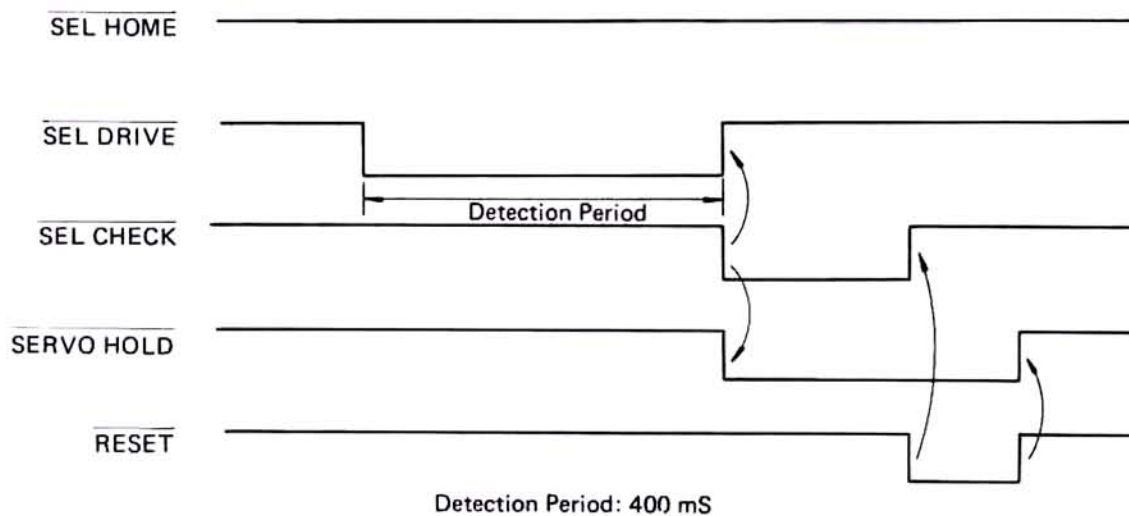 SEL HOME
SEL DRIVE
Detection Period
SEL CHECK
SERVO HOLD
RESET
Detection Period: 400 mS